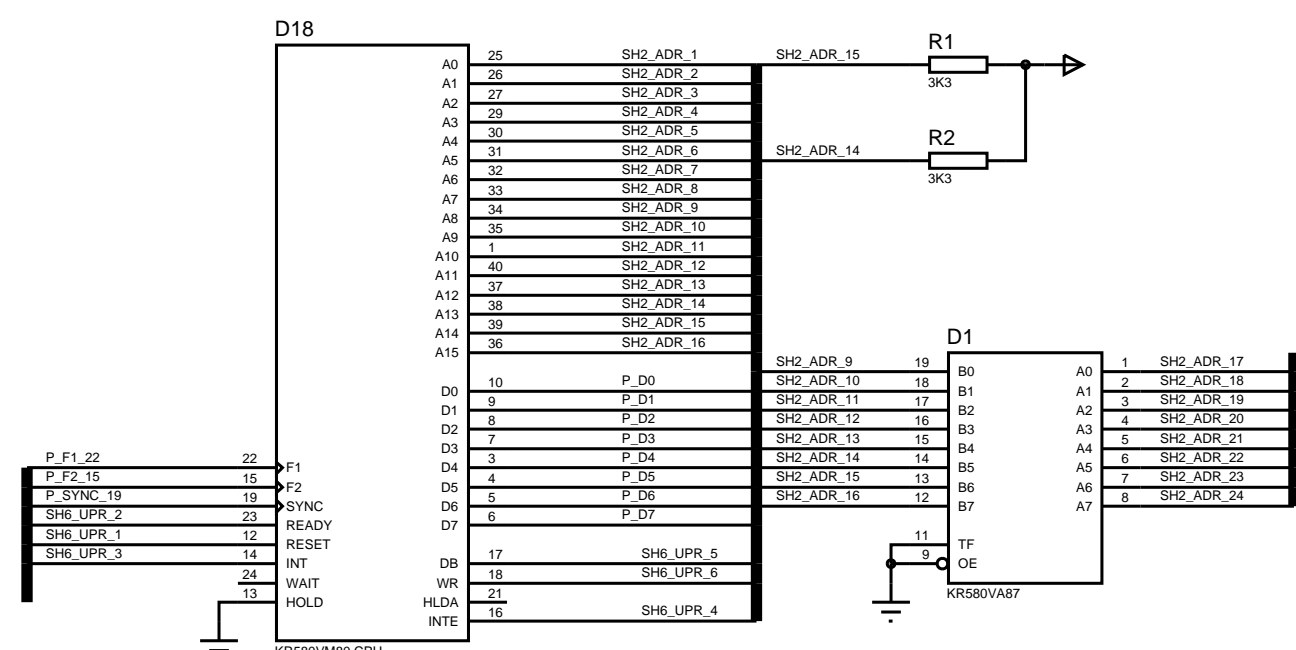 D18
25 SH2_ADR_1 SH2_ADR_15 R1
A0
26 SH2_ADR_2
A1
3K3
27 SH2_ADR_3
A2
29 SH2_ADR_4
A3
30 SH2_ADR_5
A4
R2
31 SH2_ADR_6 SH2_ADR_14
A5
32 SH2_ADR_7
A6
3K3
33 SH2_ADR_8
A7
34 SH2_ADR_9
A8
35 SH2_ADR_10
A9
1 SH2_ADR_11
A10
40 SH2_ADR_12
A11
37 SH2_ADR_13
A12
38 SH2_ADR_14
A13
39 SH2_ADR_15
A14
D1
36 SH2_ADR_16
A15
SH2_ADR_9 19 B0 A0 1 SH2_ADR_17
10 P_D0
D0
SH2_ADR_10 18 B1 A1 2 SH2_ADR_18
9 P_D1
D1
SH2_ADR_11 17 B2 A2 3 SH2_ADR_19
8 P_D2
D2
SH2_ADR_12 16 B3 A3 4 SH2_ADR_20
7 P_D3
D3
SH2_ADR_13 15 B4 A4 5 SH2_ADR_21
P_F1_22 22 F1
3 P_D4
D4
SH2_ADR_14 14 B5 A5 6 SH2_ADR_22
P_F2_15 15 F2
4 P_D5
D5
SH2_ADR_15 13 B6 A6 7 SH2_ADR_23
P_SYNC_19 19 SYNC
5 P_D6
D6
SH2_ADR_16 12 B7 A7 8 SH2_ADR_24
SH6_UPR_2 23 READY
6 P_D7
D7
SH6_UPR_1 12 RESET
11 TF
SH6_UPR_3 14 INT
17 SH6_UPR_5
DB
9 OE
24 WAIT
18 SH6_UPR_6
WR
KR580VA87
13 HOLD
21
HLDA
16 SH6_UPR_4
INTE
KR580VM80 CPU